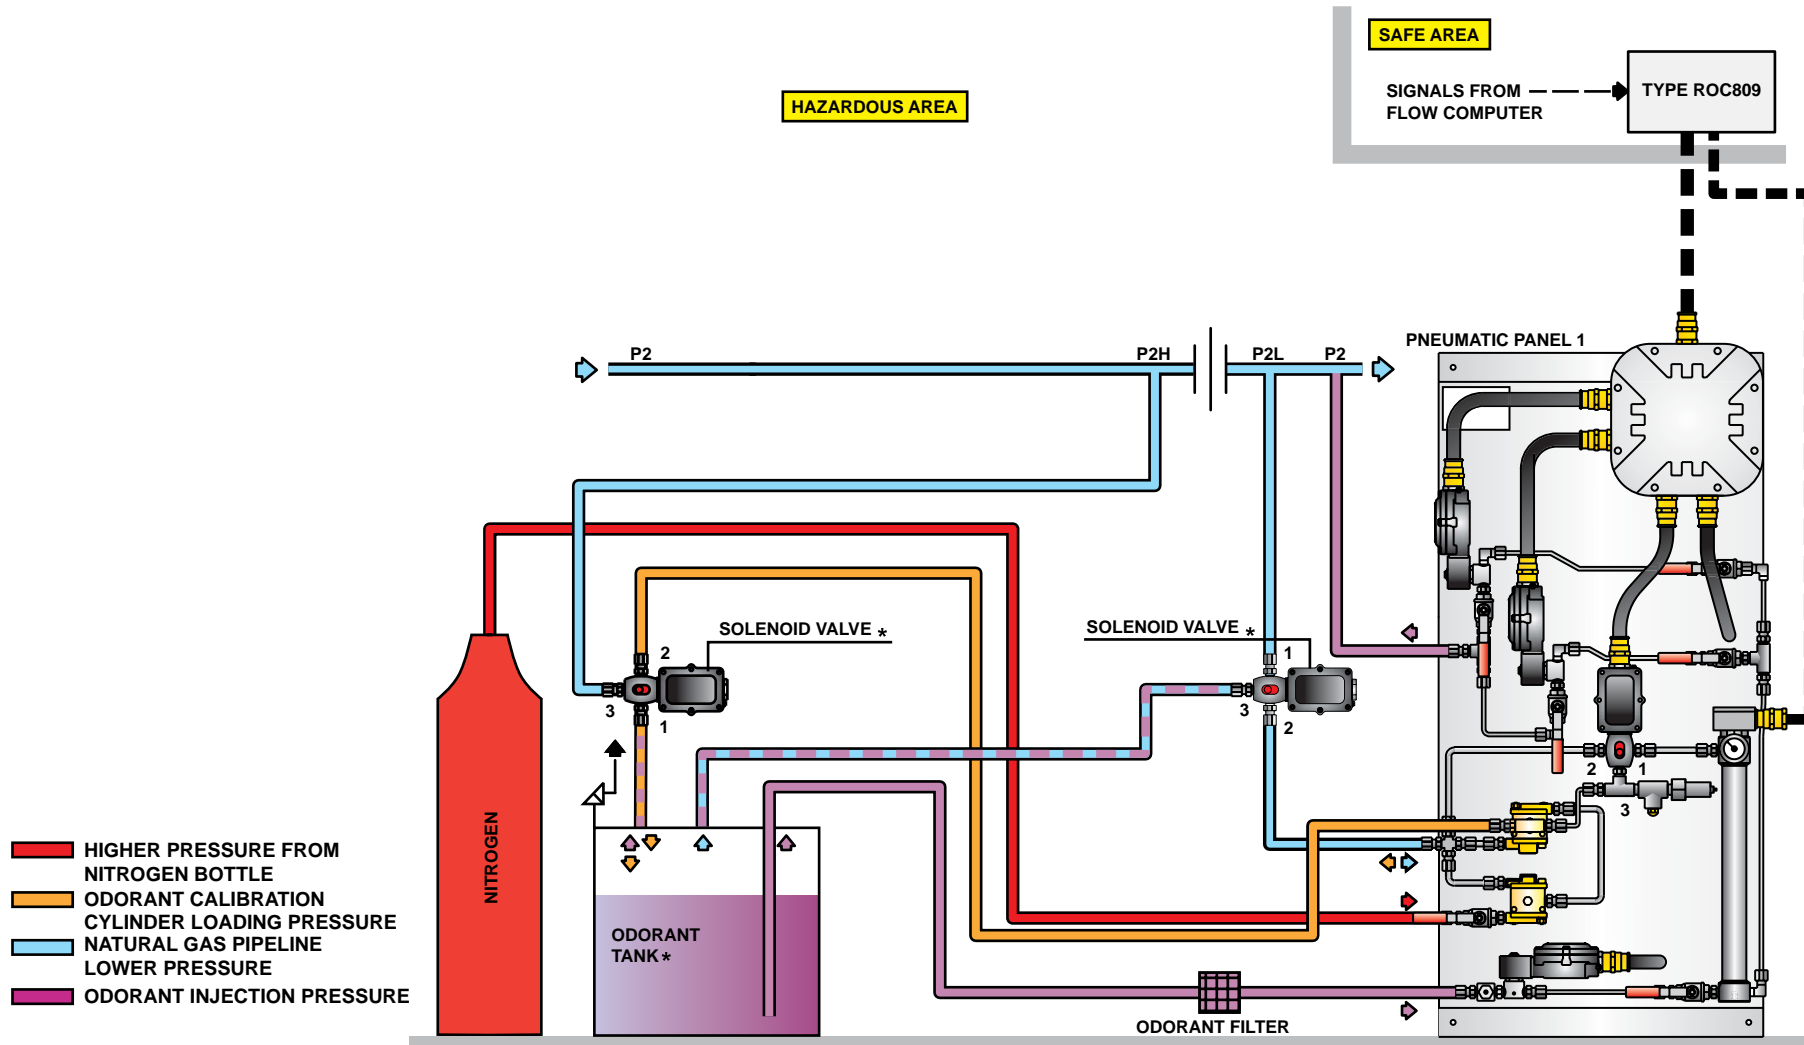 SAFE AREA
HAZARDOUS AREA
SIGNALS FROM
FLOW COMPUTER
TYPE ROC809
P2
P2H
P2L
P2
PNEUMATIC PANEL 1
SOLENOID VALVE *
SOLENOID VALVE *
2
3
1
1
3
2
2
1
3
NITROGEN
HIGHER PRESSURE FROM
NITROGEN BOTTLE
ODORANT CALIBRATION
CYLINDER LOADING PRESSURE
NATURAL GAS PIPELINE
LOWER PRESSURE
ODORANT INJECTION PRESSURE
ODORANT
TANK *
ODORANT FILTER